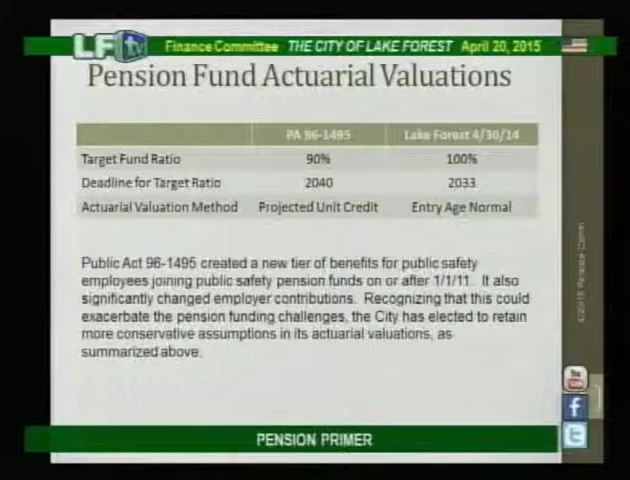 LFtv Finance Committee THE CITY OF LAKE FOREST April 20, 2015
Pension Fund Actuarial Valuations
PA 96-1495 Lake Forest 4/30/14
Target Fund Ratio 90% 100%
Deadline for Target Ratio 2040 2033
Actuarial Valuation Method Projected Unit Credit Entry Age Normal
Public Act 96-1495 created a new tier of benefits for public safety
employees joining public safety pension funds on or after 1/1/11. It also
significantly changed employer contributions. Recognizing that this could
exacerbate the pension funding challenges, the City has elected to retain
more conservative assumptions in its actuarial valuations, as
summarized above.
4/20/15
You
PENSION PRIMER